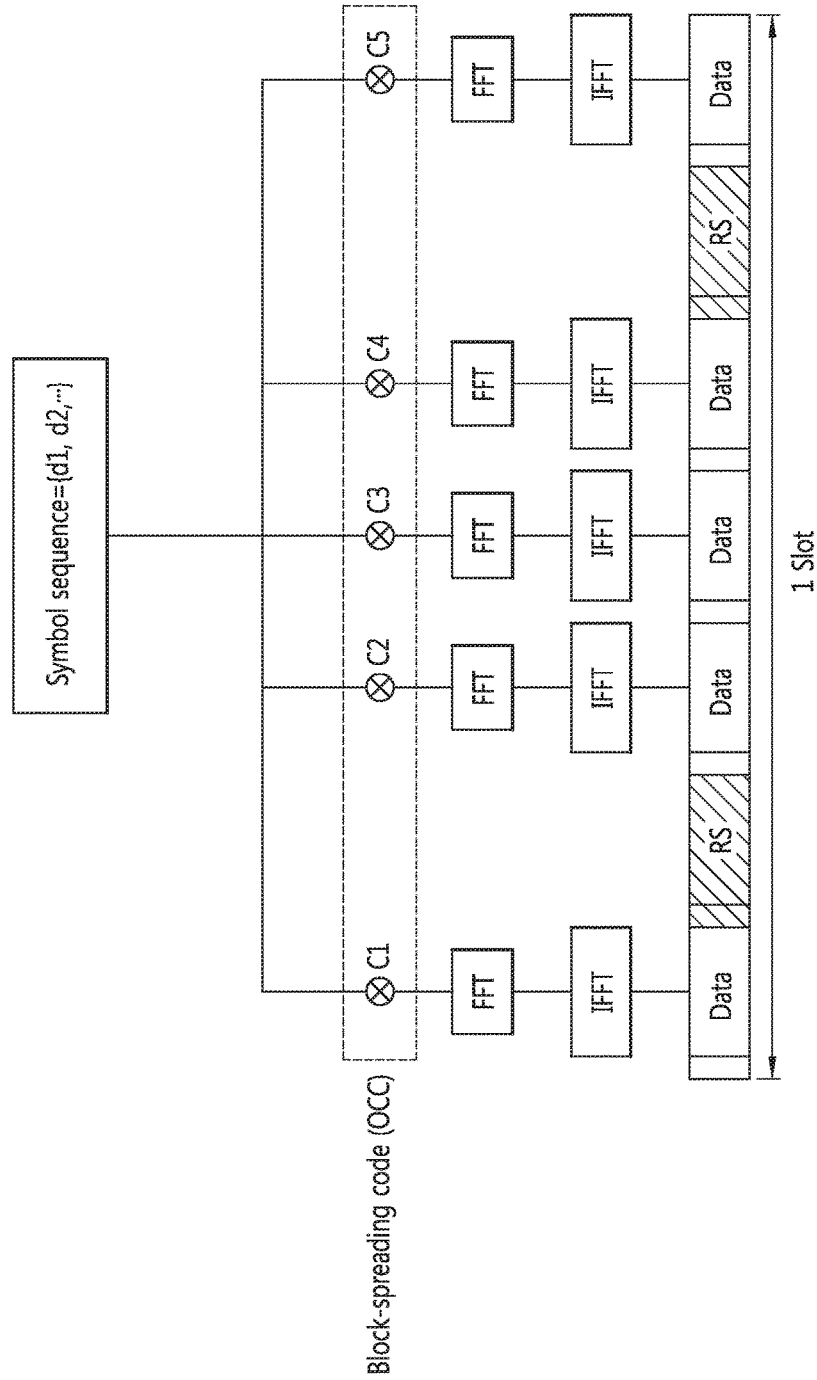 Symbol sequence={d1, d2,···}
Block-spreading code (OCC)
C1
C2
C3
C4
C5
FFT
FFT
FFT
FFT
FFT
IFFT
IFFT
IFFT
IFFT
IFFT
Data
RS
Data
Data
Data
RS
Data
1 Slot